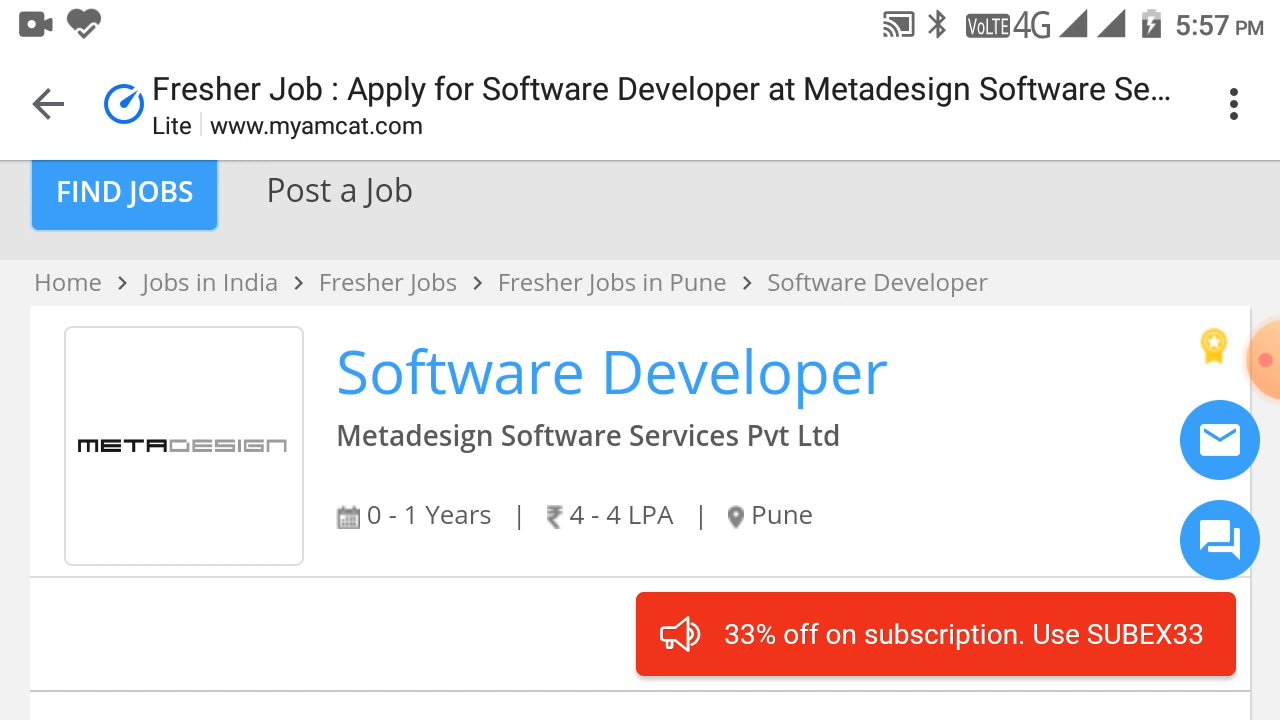 VoLTE 4G 5:57 PM
Fresher Job : Apply for Software Developer at Metadesign Software Se...
Lite www.myamcat.com
FIND JOBS Post a Job
Home > Jobs in India > Fresher Jobs > Fresher Jobs in Pune > Software Developer
Software Developer
METADESIGN
Metadesign Software Services Pvt Ltd
0 - 1 Years | ₹ 4 - 4 LPA | Pune
33% off on subscription. Use SUBEX33